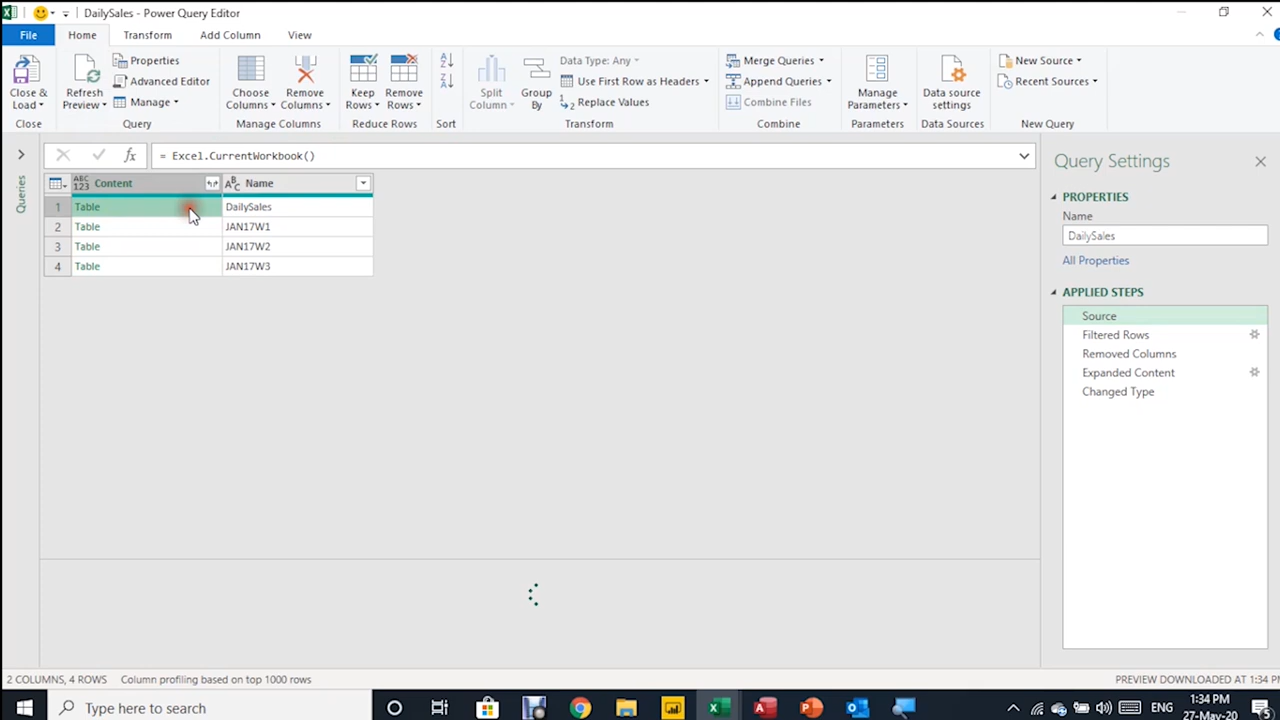 DailySales - Power Query Editor
File
Home
Transform
Add Column
View
Close & Load
Refresh Preview
Properties
Advanced Editor
Manage
Choose Columns
Remove Columns
Keep Rows
Remove Rows
Split Column
Group By
Data Type: Any
Use First Row as Headers
Replace Values
Merge Queries
Append Queries
Combine Files
Manage Parameters
Data source settings
New Source
Recent Sources
Close
Query
Manage Columns
Reduce Rows
Sort
Transform
Combine
Parameters
Data Sources
New Query
= Excel.CurrentWorkbook()
Queries
ABC 123 Content
ABC Name
1 Table DailySales
2 Table JAN17W1
3 Table JAN17W2
4 Table JAN17W3
Query Settings
PROPERTIES
Name
DailySales
All Properties
APPLIED STEPS
Source
Filtered Rows
Removed Columns
Expanded Content
Changed Type
2 COLUMNS, 4 ROWS
Column profiling based on top 1000 rows
PREVIEW DOWNLOADED AT 1:34 PM
Type here to search
ENG
1:34 PM
27-May-20